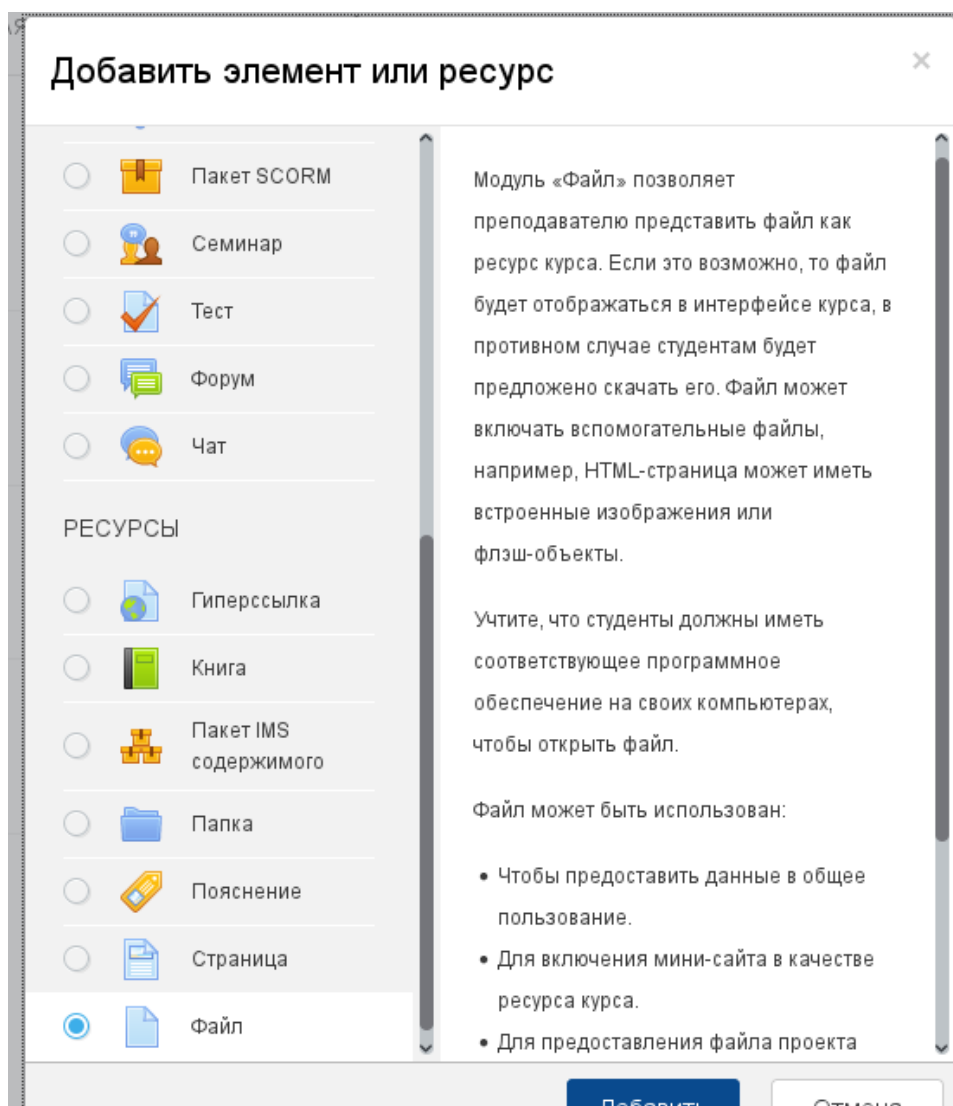 Добавить элемент или ресурс
Пакет SCORM
Семинар
Тест
Форум
Чат
РЕСУРСЫ
Гиперссылка
Книга
Пакет IMS
содержимого
Папка
Пояснение
Страница
Файл
Модуль «Файл» позволяет
преподавателю представить файл как
ресурс курса. Если это возможно, то файл
будет отображаться в интерфейсе курса, в
противном случае студентам будет
предложено скачать его. Файл может
включать вспомогательные файлы,
например, HTML-страница может иметь
встроенные изображения или
флэш-объекты.
Учтите, что студенты должны иметь
соответствующее программное
обеспечение на своих компьютерах,
чтобы открыть файл.
Файл может быть использован:
• Чтобы предоставить данные в общее
пользование.
• Для включения мини-сайта в качестве
ресурса курса.
• Для предоставления файла проекта
Добавить
Отмена